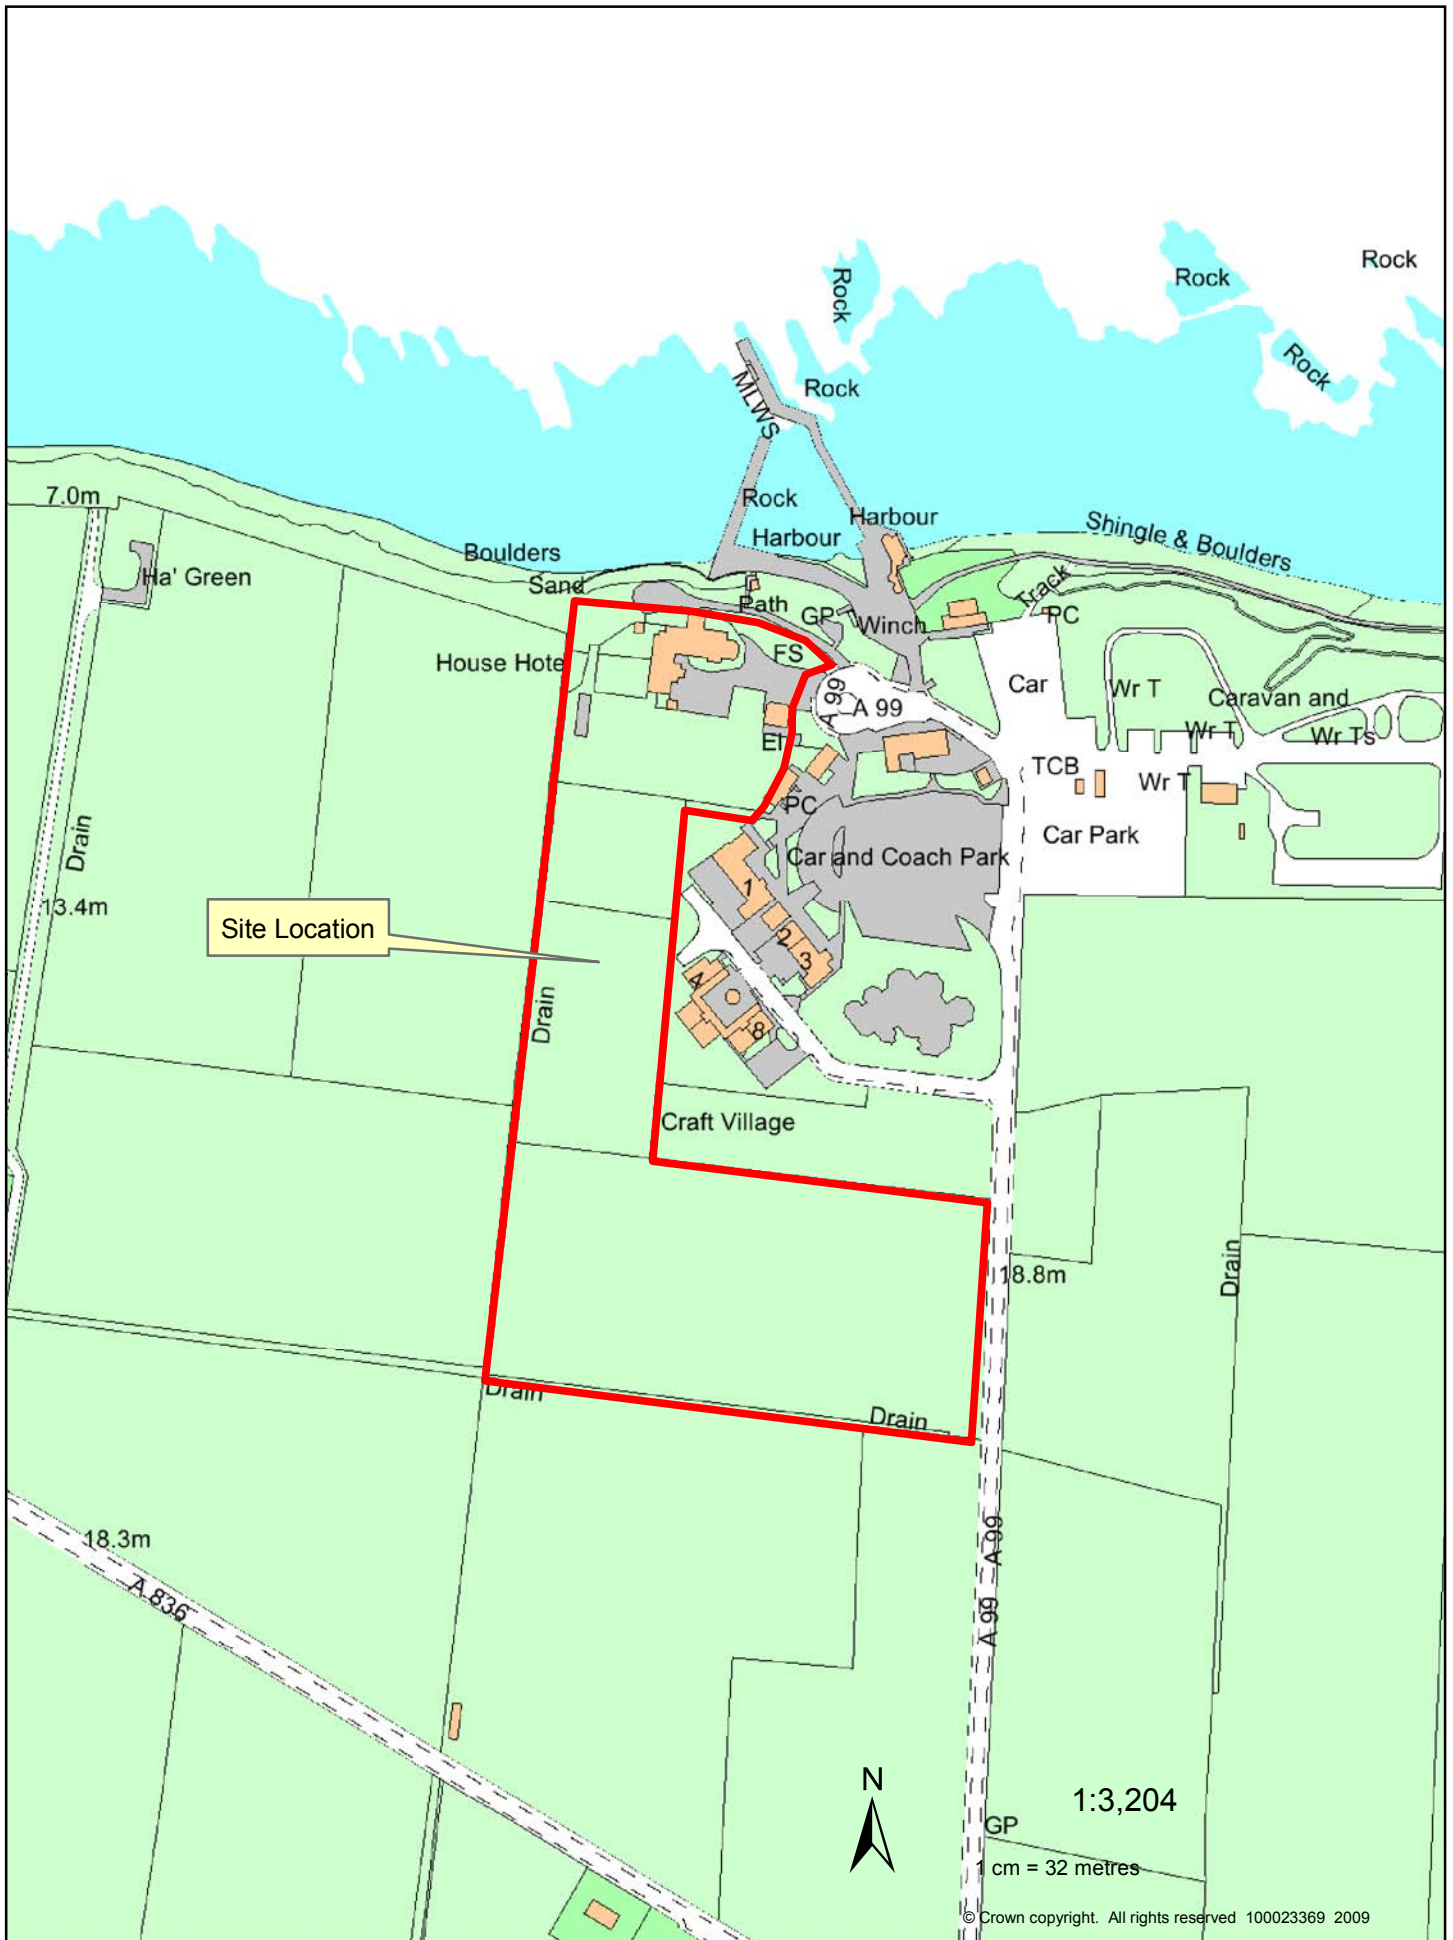 Rock
Rock
Rock
Rock
Rock
MLWS
Rock
Harbour
Harbour
Shingle & Boulders
7.0m
Boulders
Ha' Green
Sand
Track
Path
GP
Winch
PC
House Hote
FS
Car
Wr T
Caravan and
A 99
A 99
Wr T
Wr Ts
El
TCB
Wr T
PC
Car Park
Drain
Car and Coach Park
1
13.4m
Site Location
2
3
4
Drain
8
Craft Village
Drain
18.8m
Drain
Drain
18.3m
A 99
A 836
A 99
N
1:3,204
GP
1 cm = 32 metres
© Crown copyright. All rights reserved 100023369 2009